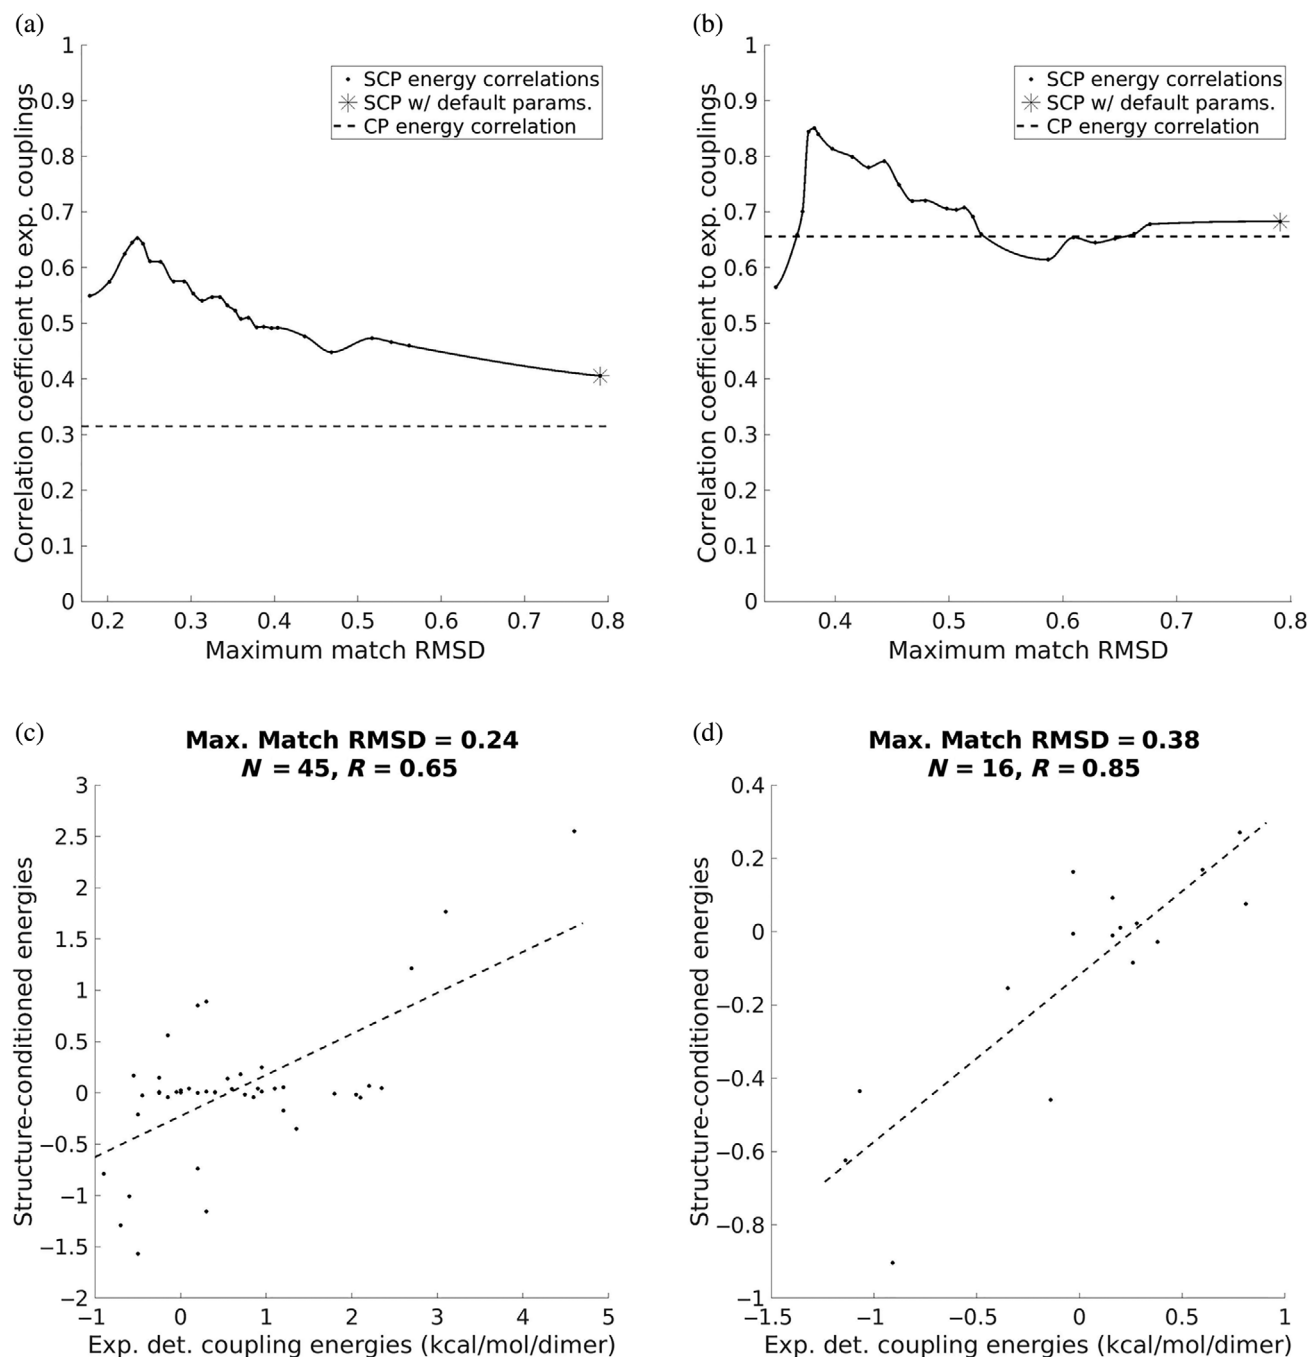 (a)
1
0.9
0.8
0.7
0.6
0.5
0.4
0.3
0.2
0.1
0
Correlation coefficient to exp. couplings
SCP energy correlations
SCP w/ default params.
CP energy correlation
0.2 0.3 0.4 0.5 0.6 0.7 0.8
Maximum match RMSD
(b)
1
0.9
0.8
0.7
0.6
0.5
0.4
0.3
0.2
0.1
0
Correlation coefficient to exp. couplings
SCP energy correlations
SCP w/ default params.
CP energy correlation
0.4 0.5 0.6 0.7 0.8
Maximum match RMSD
(c)
Max. Match RMSD = 0.24
N = 45, R = 0.65
3
2.5
2
1.5
1
0.5
0
−0.5
−1
−1.5
−2
Structure-conditioned energies
−1 0 1 2 3 4 5
Exp. det. coupling energies (kcal/mol/dimer)
(d)
Max. Match RMSD = 0.38
N = 16, R = 0.85
0.4
0.2
0
−0.2
−0.4
−0.6
−0.8
−1
Structure-conditioned energies
−1.5 −1 −0.5 0 0.5 1
Exp. det. coupling energies (kcal/mol/dimer)